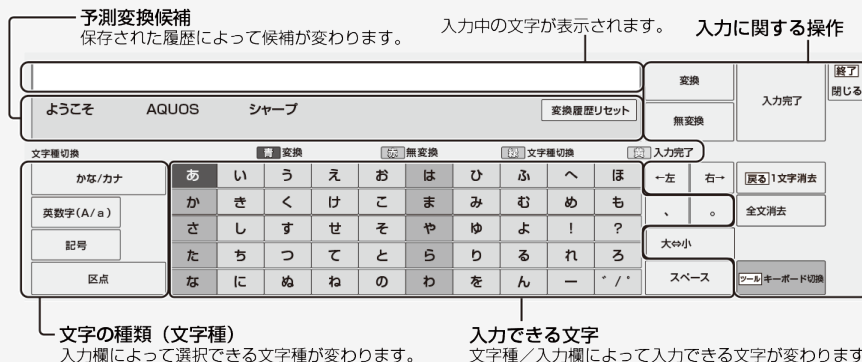 予測変換候補
保存された履歴によって候補が変わります。
入力中の文字が表示されます。
入力に関する操作
変換
無変換
入力完了
終了
閉じる
ようこそ AQUOS シャープ 変換履歴リセット
文字種切換 青 変換 赤 無変換 緑 文字種切換 黄 入力完了
かな/カナ
英数字(A/a)
記号
区点
あ い う え お は ひ ふ へ ほ
か き く け こ ま み む め も
さ し す せ そ や ゆ よ ! ?
た ち つ て と ら り る れ ろ
な に ぬ ね の わ を ん ー ゛/゜
←左 右→ 戻る 1文字消去
、 。 全文消去
大⇔小
スペース ツール キーボード切換
文字の種類（文字種）
入力欄によって選択できる文字種が変わります。
入力できる文字
文字種／入力欄によって入力できる文字が変わります